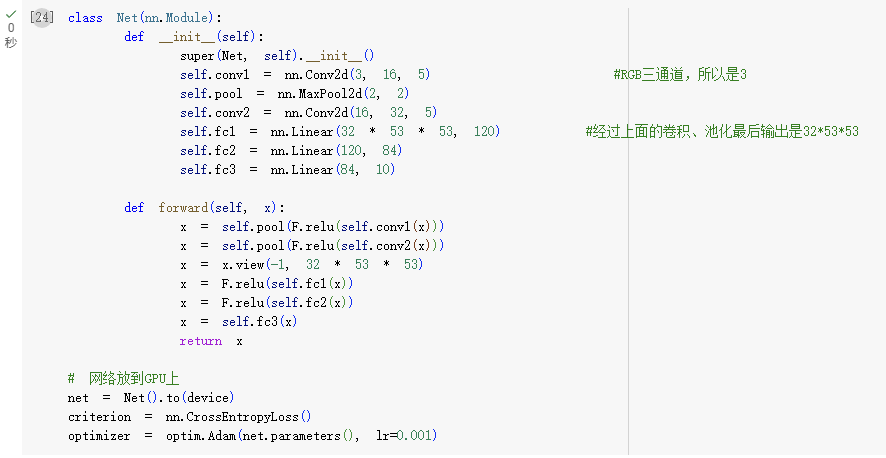 [24] class Net(nn.Module):
def __init__(self):
0 super(Net, self).__init__()
秒 self.conv1 = nn.Conv2d(3, 16, 5) #RGB三通道，所以是3
self.pool = nn.MaxPool2d(2, 2)
self.conv2 = nn.Conv2d(16, 32, 5)
self.fc1 = nn.Linear(32 * 53 * 53, 120) #经过上面的卷积、池化最后输出是32*53*53
self.fc2 = nn.Linear(120, 84)
self.fc3 = nn.Linear(84, 10)
def forward(self, x):
x = self.pool(F.relu(self.conv1(x)))
x = self.pool(F.relu(self.conv2(x)))
x = x.view(-1, 32 * 53 * 53)
x = F.relu(self.fc1(x))
x = F.relu(self.fc2(x))
x = self.fc3(x)
return x
# 网络放到GPU上
net = Net().to(device)
criterion = nn.CrossEntropyLoss()
optimizer = optim.Adam(net.parameters(), lr=0.001)